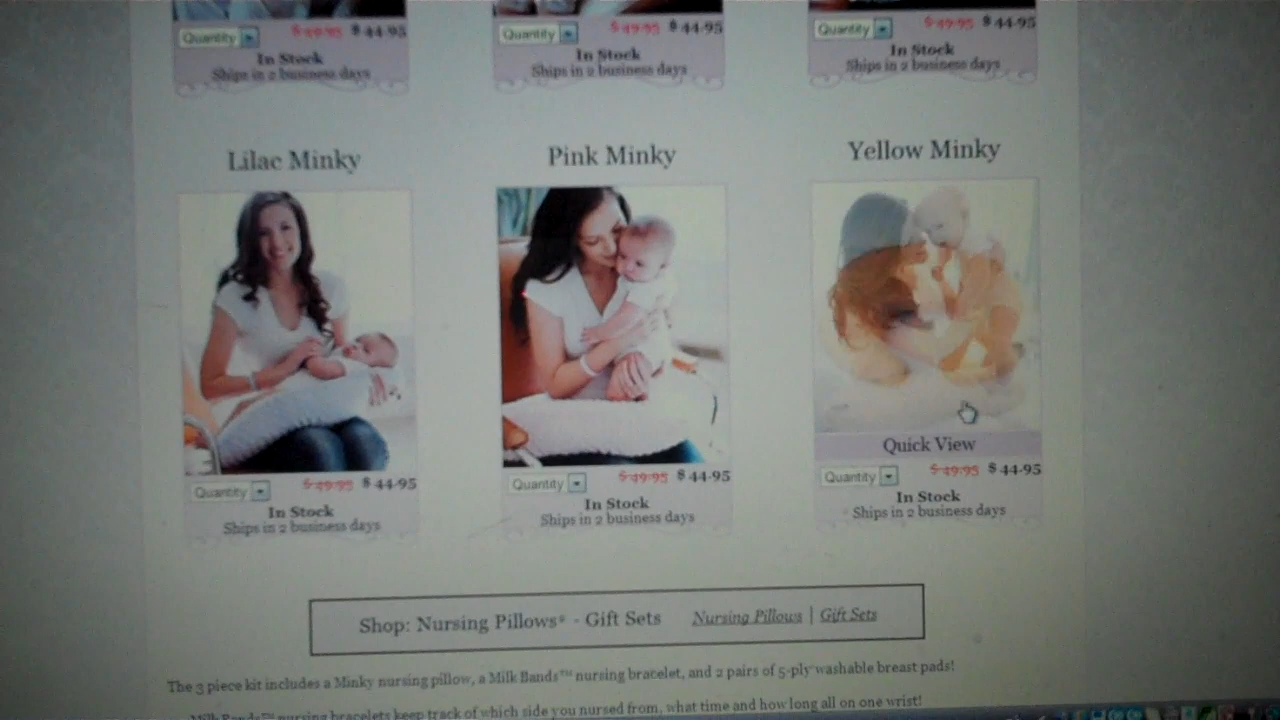 Quantity $ 49.95 $ 44.95
In Stock
Ships in 2 business days
Quantity $ 49.95 $ 44.95
In Stock
Ships in 2 business days
Quantity $ 49.95 $ 44.95
In Stock
Ships in 2 business days
Lilac Minky
Pink Minky
Yellow Minky
Quantity $ 49.95 $ 44.95
In Stock
Ships in 2 business days
Quantity $ 49.95 $ 44.95
In Stock
Ships in 2 business days
Quick View
Quantity $ 49.95 $ 44.95
In Stock
Ships in 2 business days
Shop: Nursing Pillows® - Gift Sets Nursing Pillows | Gift Sets
The 3 piece kit includes a Minky nursing pillow, a Milk Bands™ nursing bracelet, and 2 pairs of 5-ply washable breast pads!
Milk Bands™ nursing bracelets keep track of which side you nursed from, what time and how long all on one wrist!